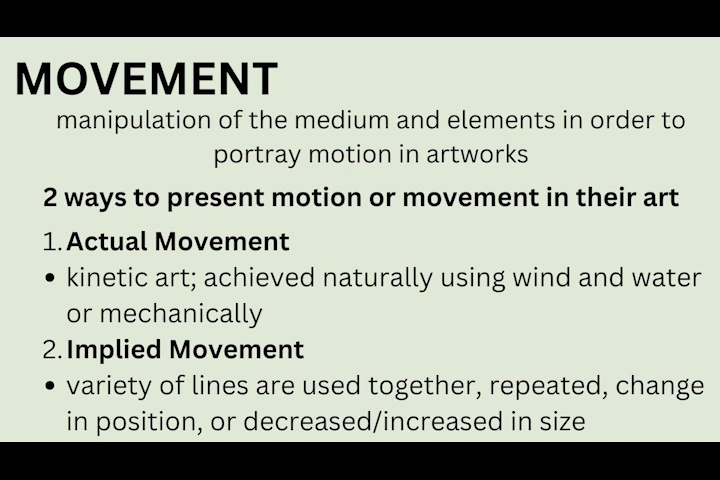 MOVEMENT
manipulation of the medium and elements in order to
portray motion in artworks
2 ways to present motion or movement in their art
1. Actual Movement
• kinetic art; achieved naturally using wind and water
or mechanically
2. Implied Movement
• variety of lines are used together, repeated, change
in position, or decreased/increased in size